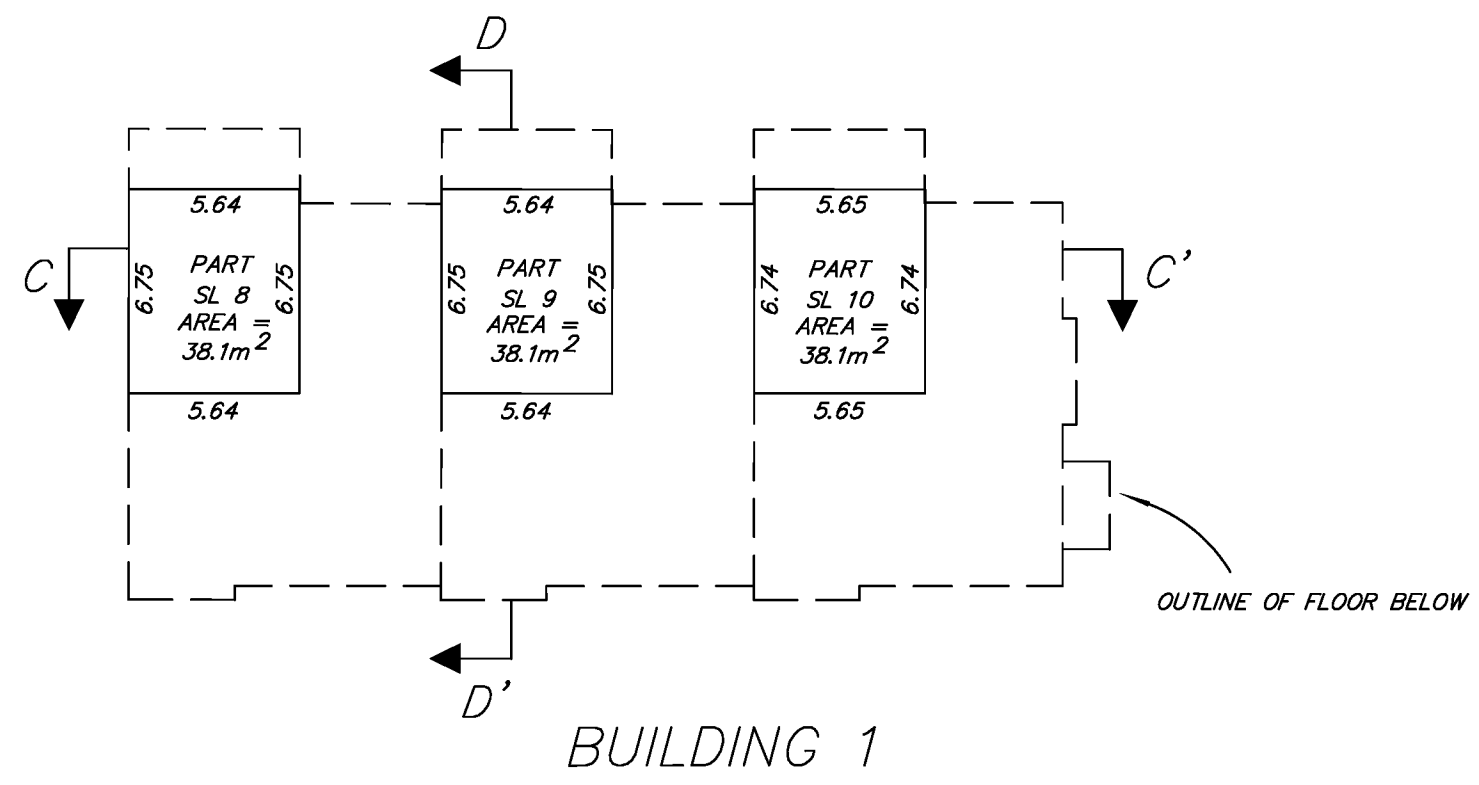 D
C
5.64
6.75
PART
SL 8
AREA =
38.1m²
6.75
5.64
5.64
6.75
PART
SL 9
AREA =
38.1m²
6.75
5.64
5.65
6.74
PART
SL 10
AREA =
38.1m²
6.74
5.65
C'
OUTLINE OF FLOOR BELOW
D'
BUILDING 1